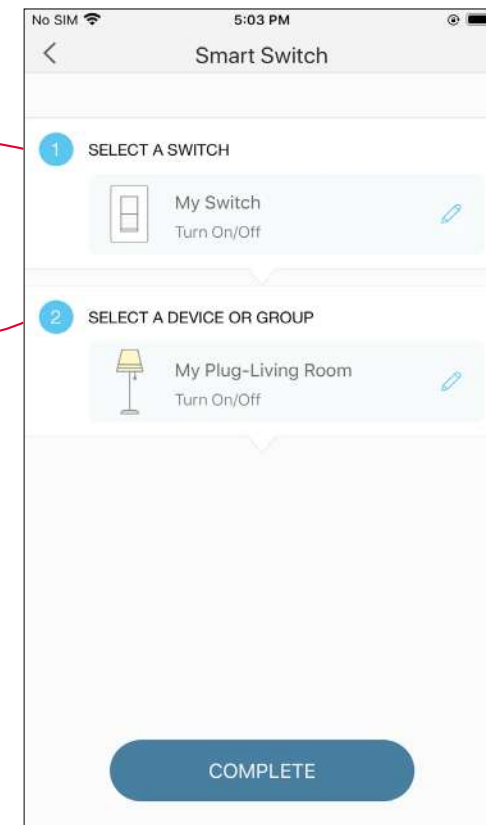 No SIM 5:03 PM
Smart Switch
1 SELECT A SWITCH
My Switch
Turn On/Off
2 SELECT A DEVICE OR GROUP
My Plug-Living Room
Turn On/Off
COMPLETE